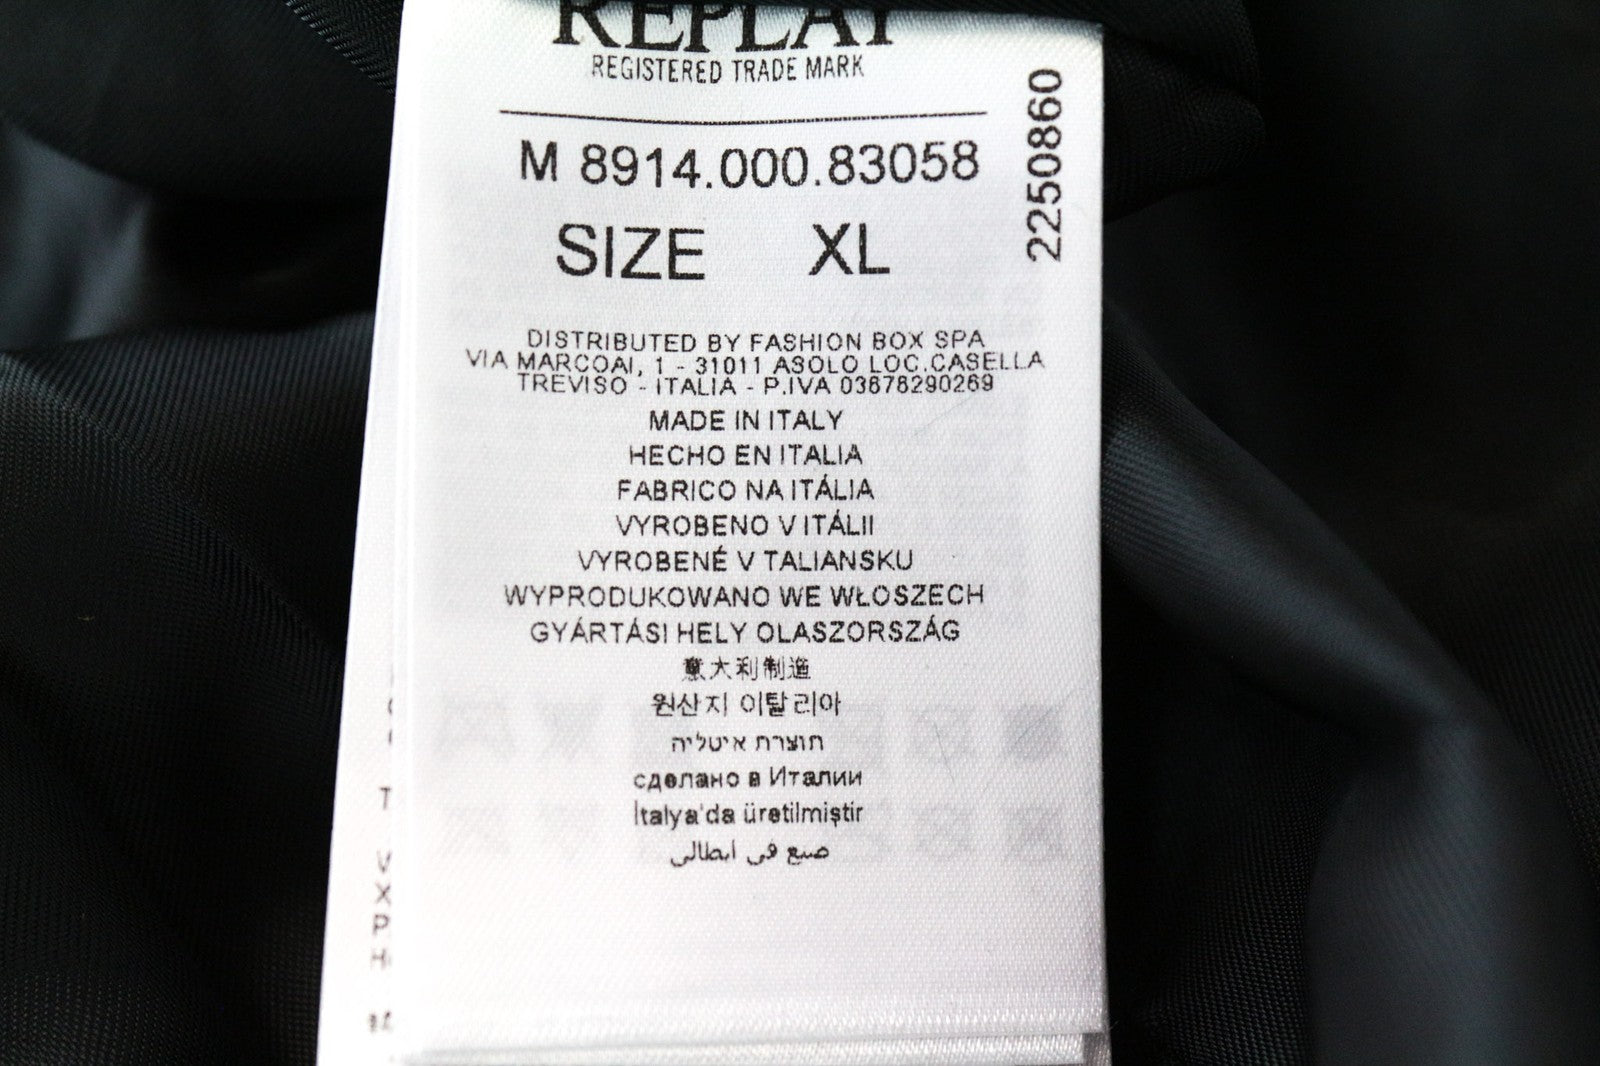 REPLAY
REGISTERED TRADE MARK
M 8914.000.83058
2250860
SIZE XL
DISTRIBUTED BY FASHION BOX SPA
VIA MARCOAI, 1 - 31011 ASOLO LOC.CASELLA
TREVISO - ITALIA - P.IVA 03678290269
MADE IN ITALY
HECHO EN ITALIA
FABRICO NA ITÁLIA
VYROBENO V ITÁLII
VYROBENÉ V TALIANSKU
WYPRODUKOWANO WE WŁOSZECH
GYÁRTÁSI HELY OLASZORSZÁG
意大利制造
원산지 이탈리아
תוצרת איטליה
сделано в Италии
İtalya'da üretilmiştir
صنع في ايطالي